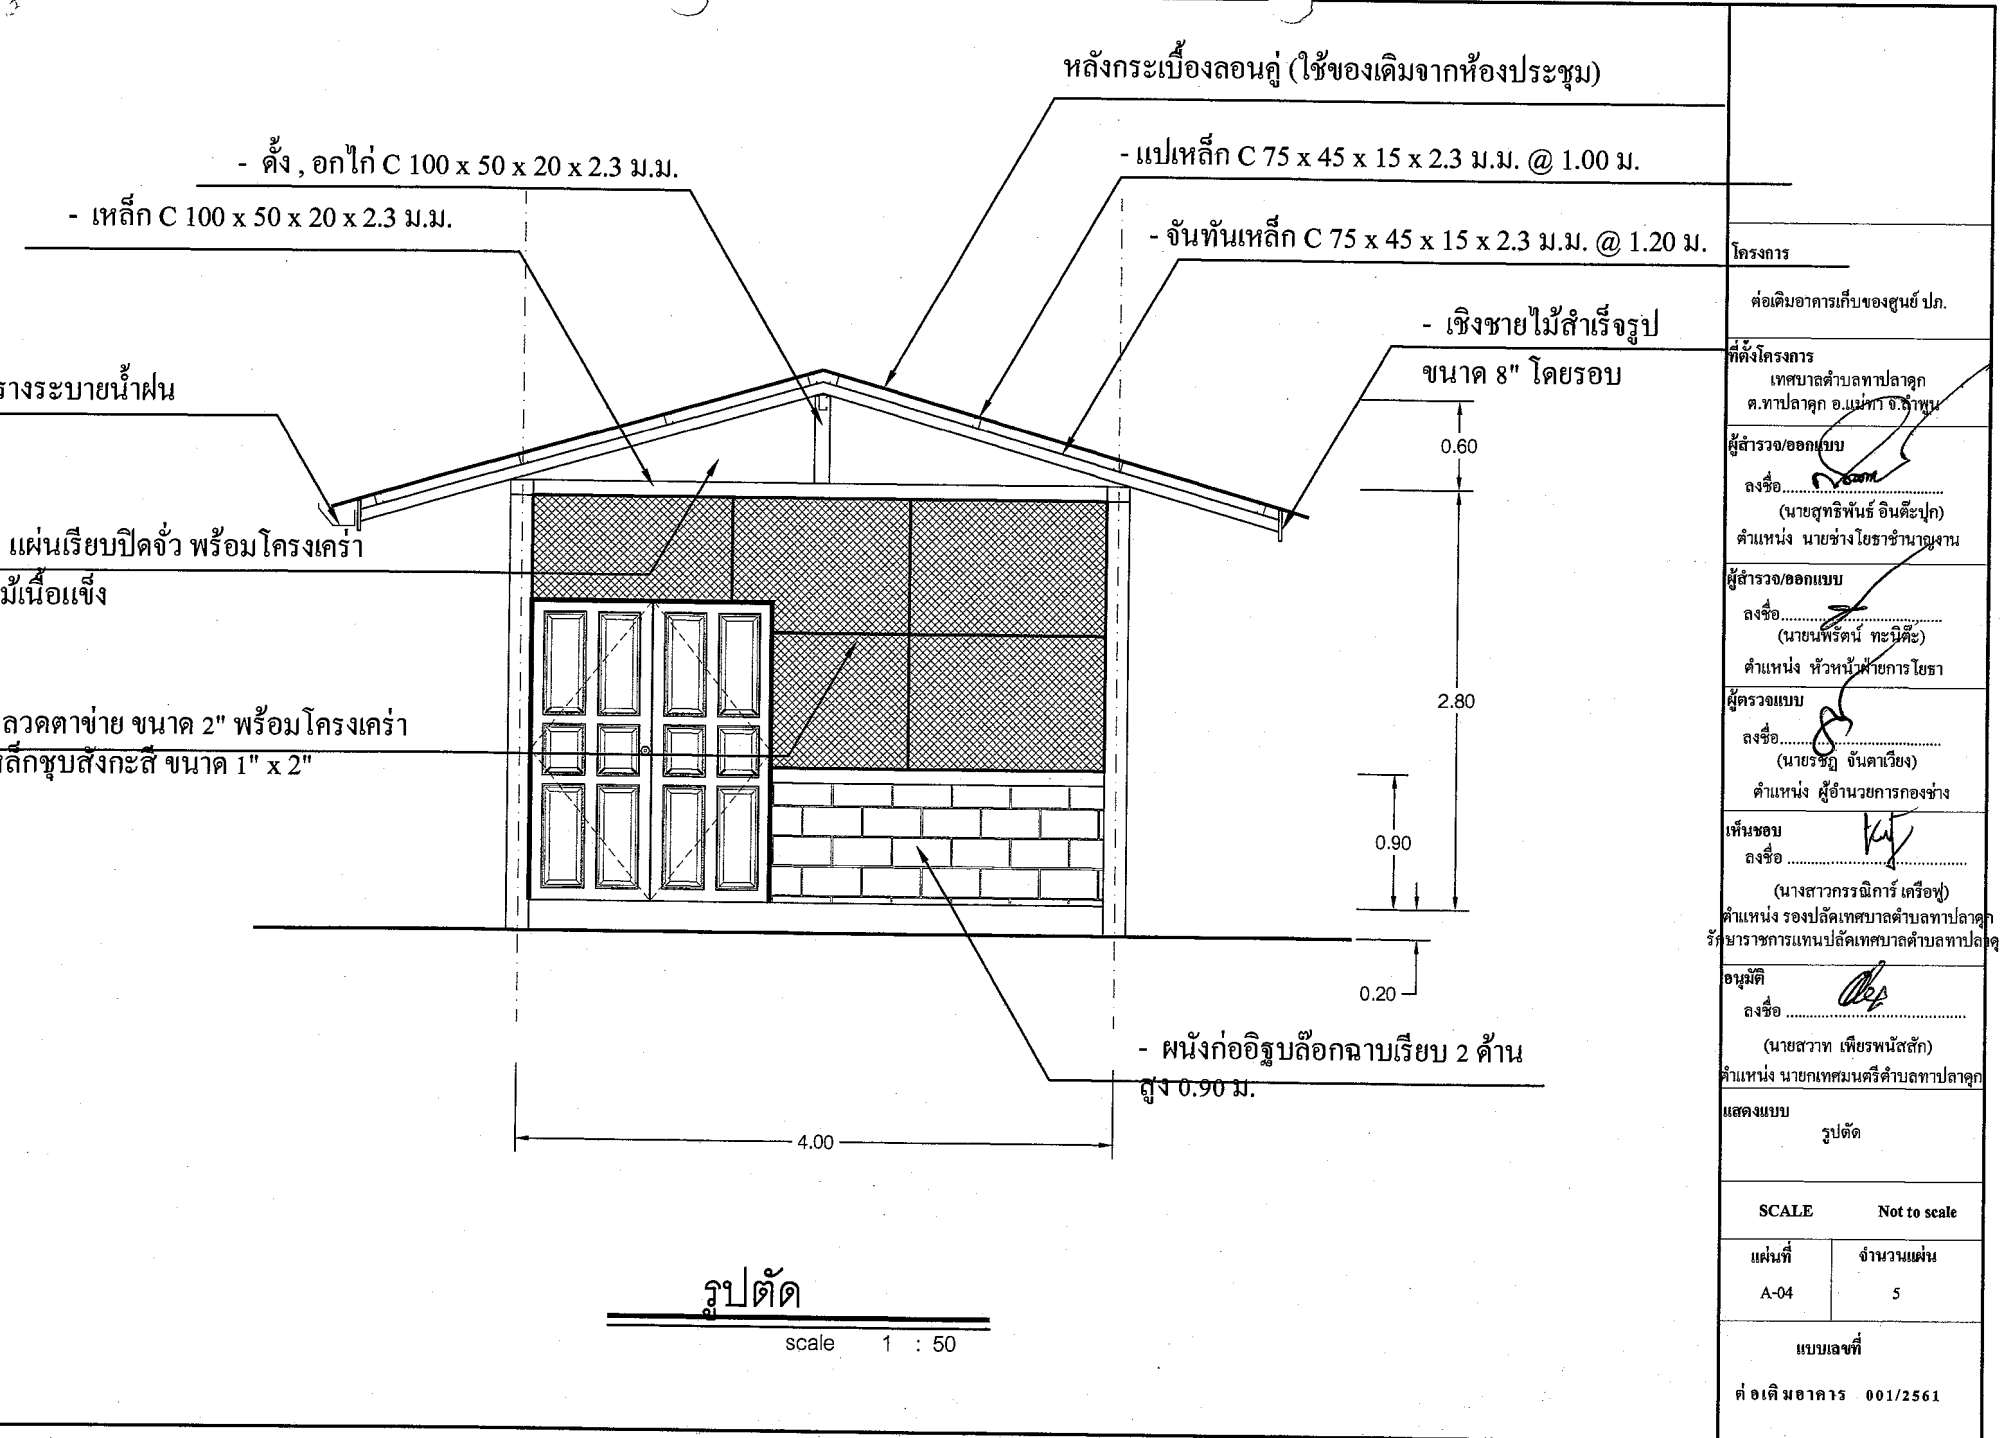 หลังกระเบื้องลอนคู่ (ใช้ของเดิมจากห้องประชุม)
- ดั้ง , อกไก่ C 100 x 50 x 20 x 2.3 ม.ม.
- แปเหล็ก C 75 x 45 x 15 x 2.3 ม.ม. @ 1.00 ม.
- เหล็ก C 100 x 50 x 20 x 2.3 ม.ม.
- จันทันเหล็ก C 75 x 45 x 15 x 2.3 ม.ม. @ 1.20 ม.
- เชิงชายไม้สำเร็จรูป
ขนาด 8" โดยรอบ
รางระบายน้ำฝน
0.60
แผ่นเรียบปิดจั่ว พร้อมโครงเคร่า
ม้เนื้อแข็ง
2.80
ลวดตาข่าย ขนาด 2" พร้อมโครงเคร่า
หล็กชุบสังกะสี ขนาด 1" x 2"
0.90
0.20
- ผนังก่ออิฐบล๊อกฉาบเรียบ 2 ด้าน
สูง 0.90 ม.
4.00
รูปตัด
scale 1 : 50
โครงการ
ต่อเติมอาคารเก็บของศูนย์ ปภ.
ที่ตั้งโครงการ
เทศบาลตำบลทาปลาดุก
ต.ทาปลาดุก อ.แม่ทา จ.ลำพูน
ผู้สำรวจ/ออกแบบ
ลงชื่อ
(นายสุทธิพันธ์ อินต๊ะปุก)
ตำแหน่ง นายช่างโยธาชำนาญงาน
ผู้สำรวจ/ออกแบบ
ลงชื่อ
(นายนพรัตน์ ทะนิต๊ะ)
ตำแหน่ง หัวหน้าฝ่ายการโยธา
ผู้ตรวจแบบ
ลงชื่อ
(นายรัชฎ จันตาเวียง)
ตำแหน่ง ผู้อำนวยการกองช่าง
เห็นชอบ
ลงชื่อ
(นางสาวกรรณิการ์ เครือฟู)
ตำแหน่ง รองปลัดเทศบาลตำบลทาปลาดุก
รักษาราชการแทนปลัดเทศบาลตำบลทาปลาดุ
อนุมัติ
ลงชื่อ
(นายสวาท เพียรพนัสสัก)
ตำแหน่ง นายกเทศมนตรีตำบลทาปลาดุก
แสดงแบบ
รูปตัด
SCALE Not to scale
แผ่นที่ จำนวนแผ่น
A-04 5
แบบเลขที่
ต่อเติมอาคาร 001/2561